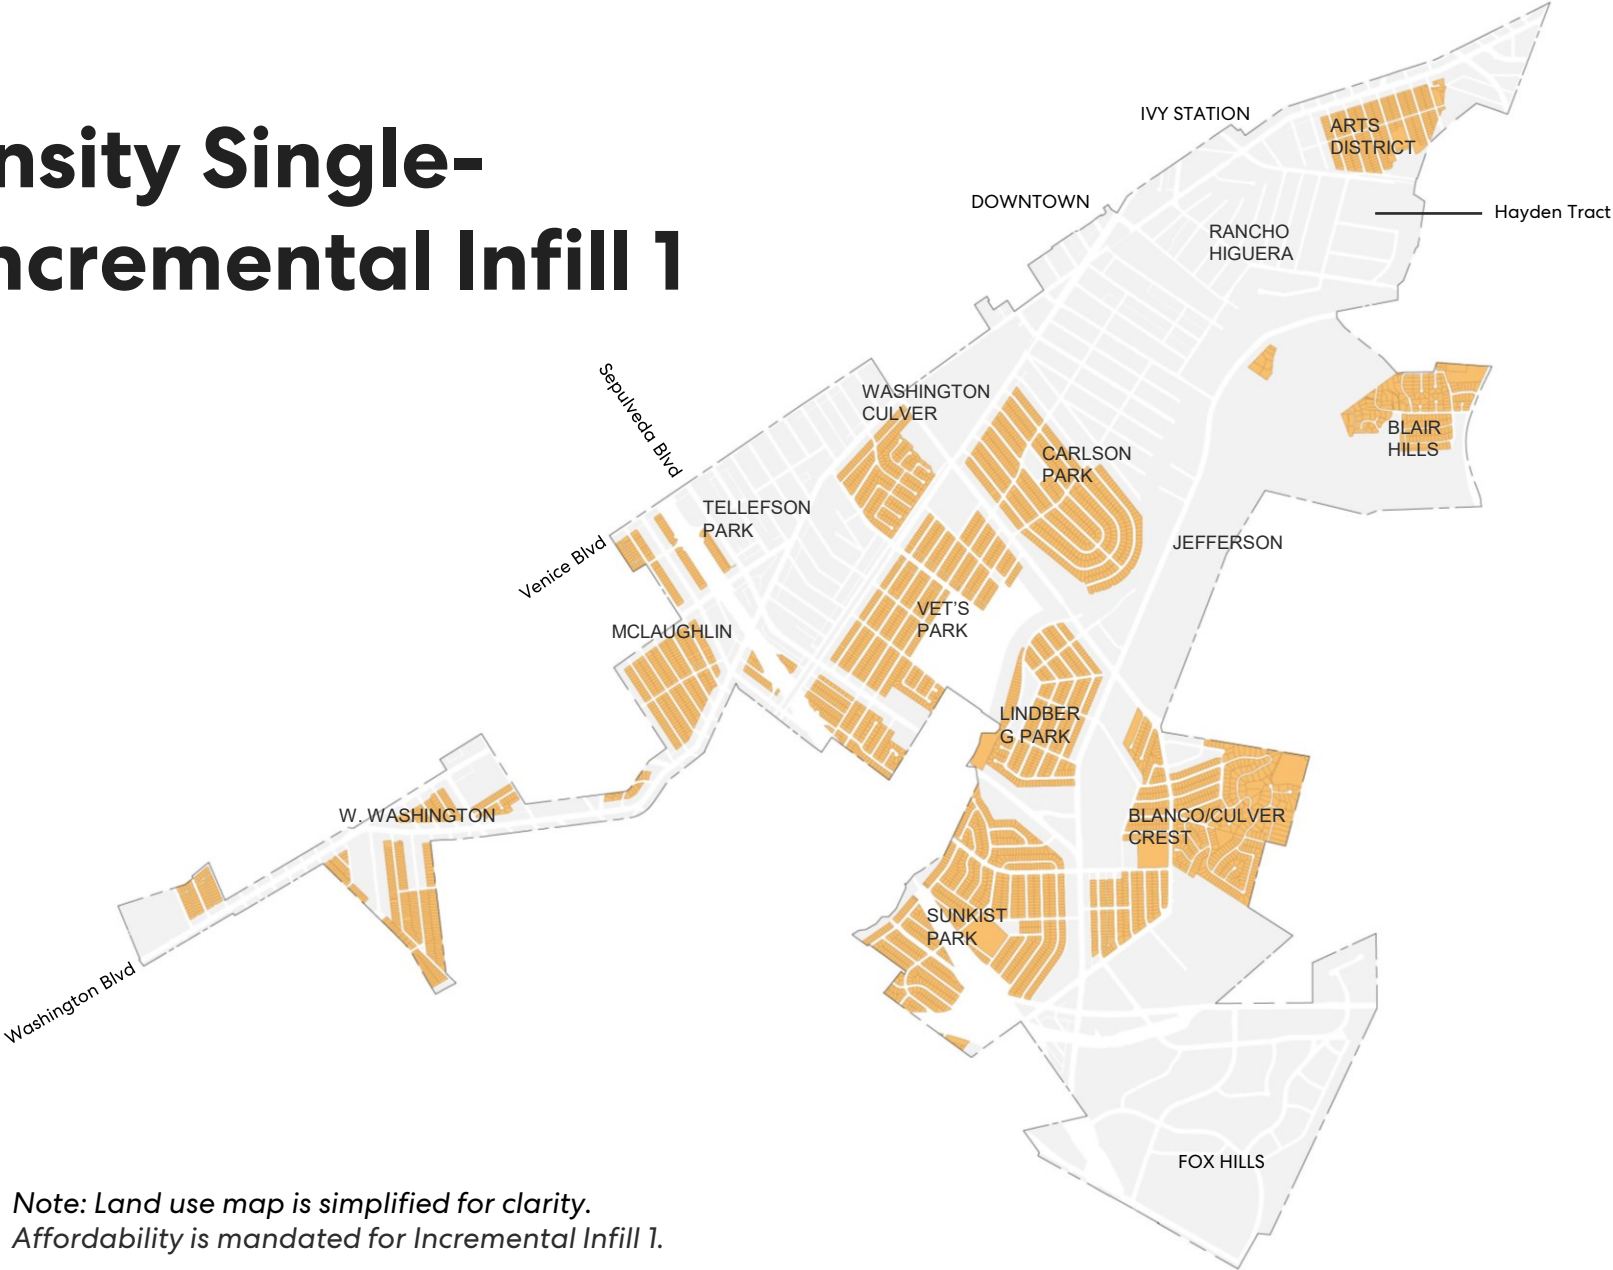 nsity Single-
ncremental Infill 1
IVY STATION
ARTS
DISTRICT
DOWNTOWN
Hayden Tract
RANCHO
HIGUERA
Sepulveda Blvd
WASHINGTON
CULVER
BLAIR
HILLS
CARLSON
PARK
TELLEFSON
PARK
Venice Blvd
JEFFERSON
VET'S
PARK
MCLAUGHLIN
LINDBER
G PARK
W. WASHINGTON
BLANCO/CULVER
CREST
SUNKIST
PARK
Washington Blvd
FOX HILLS
Note: Land use map is simplified for clarity.
Affordability is mandated for Incremental Infill 1.